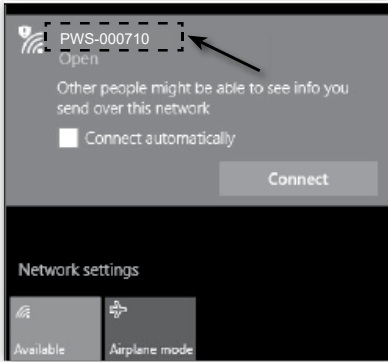 PWS-000710
Open
Other people might be able to see info you
send over this network
Connect automatically
Connect
Network settings
Available
Airplane mode